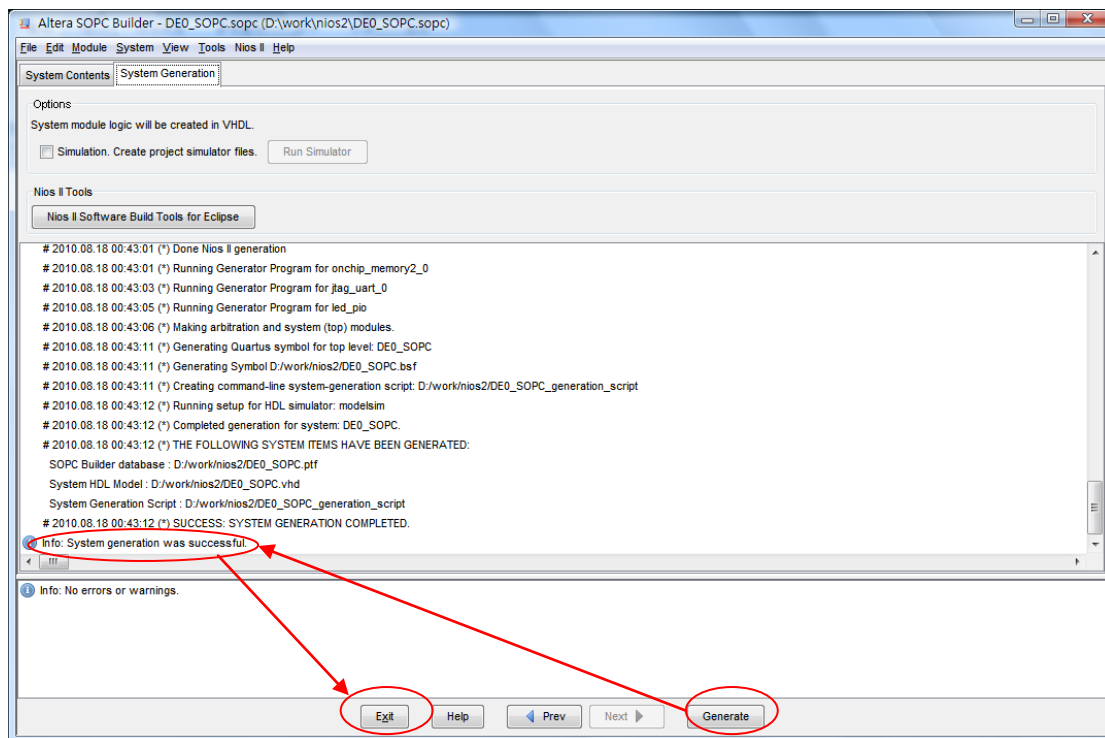 Altera SOPC Builder - DE0_SOPC.sopc (D:\work\nios2\DE0_SOPC.sopc)
File Edit Module System View Tools Nios II Help
System Contents System Generation
Options
System module logic will be created in VHDL.
Simulation. Create project simulator files. Run Simulator
Nios II Tools
Nios II Software Build Tools for Eclipse
# 2010.08.18 00:43:01 (*) Done Nios II generation
# 2010.08.18 00:43:01 (*) Running Generator Program for onchip_memory2_0
# 2010.08.18 00:43:03 (*) Running Generator Program for jtag_uart_0
# 2010.08.18 00:43:05 (*) Running Generator Program for led_pio
# 2010.08.18 00:43:06 (*) Making arbitration and system (top) modules.
# 2010.08.18 00:43:11 (*) Generating Quartus symbol for top level: DE0_SOPC
# 2010.08.18 00:43:11 (*) Generating Symbol D:/work/nios2/DE0_SOPC.bsf
# 2010.08.18 00:43:11 (*) Creating command-line system-generation script: D:/work/nios2/DE0_SOPC_generation_script
# 2010.08.18 00:43:12 (*) Running setup for HDL simulator: modelsim
# 2010.08.18 00:43:12 (*) Completed generation for system: DE0_SOPC.
# 2010.08.18 00:43:12 (*) THE FOLLOWING SYSTEM ITEMS HAVE BEEN GENERATED:
SOPC Builder database : D:/work/nios2/DE0_SOPC.ptf
System HDL Model : D:/work/nios2/DE0_SOPC.vhd
System Generation Script : D:/work/nios2/DE0_SOPC_generation_script
# 2010.08.18 00:43:12 (*) SUCCESS: SYSTEM GENERATION COMPLETED.
Info: System generation was successful.
Info: No errors or warnings.
Exit Help Prev Next Generate